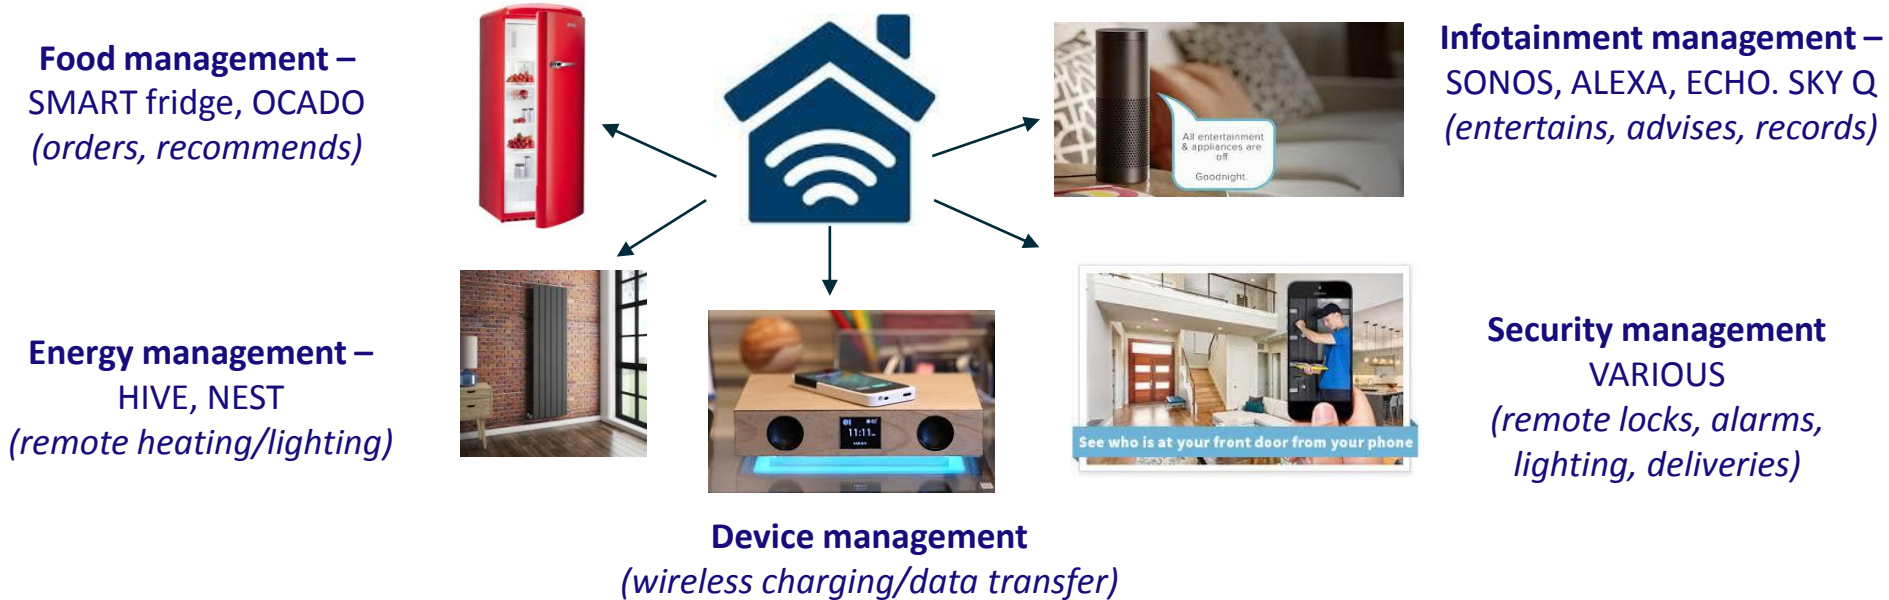 Food management –
SMART fridge, OCADO
(orders, recommends)
All entertainment
& appliances are
off.
Goodnight.
Infotainment management –
SONOS, ALEXA, ECHO. SKY Q
(entertains, advises, records)
Energy management –
HIVE, NEST
(remote heating/lighting)
11:11
See who is at your front door from your phone
Security management
VARIOUS
(remote locks, alarms,
lighting, deliveries)
Device management
(wireless charging/data transfer)